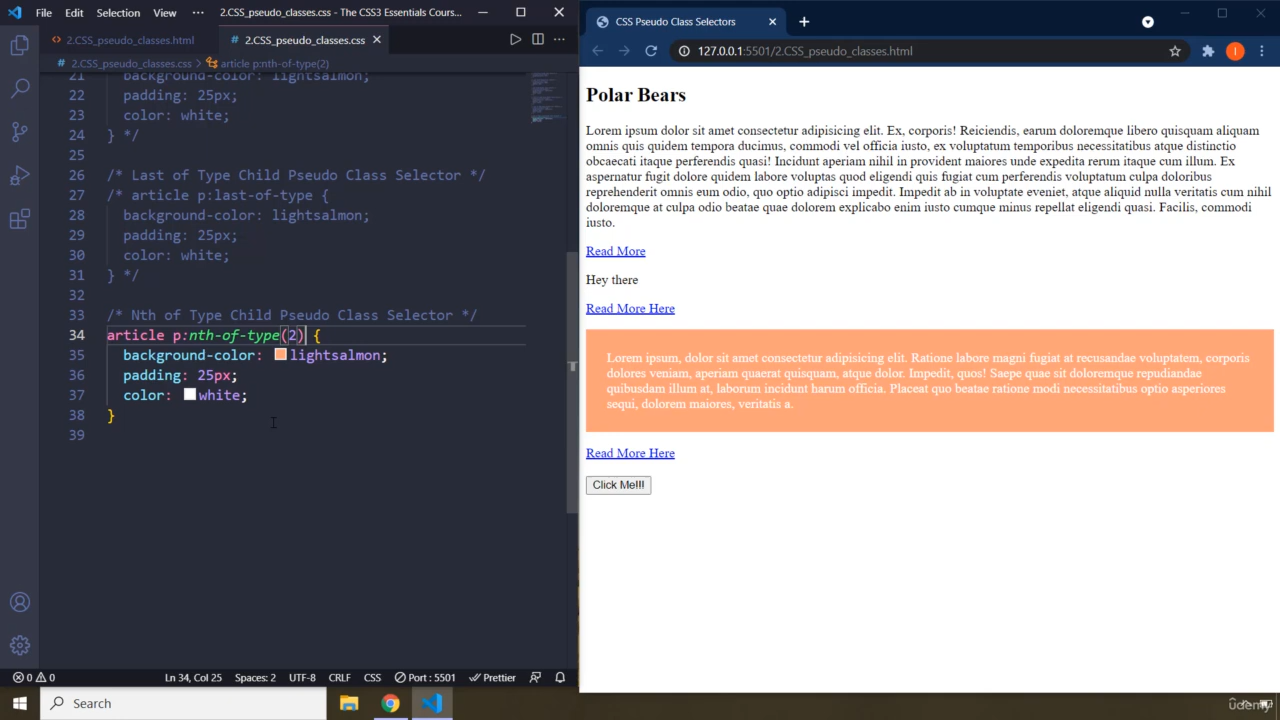 File Edit Selection View ··· 2.CSS_pseudo_classes.css - The CSS3 Essentials Cours...
<> 2.CSS_pseudo_classes.html # 2.CSS_pseudo_classes.css
# 2.CSS_pseudo_classes.css > article p:nth-of-type(2)
21 background-color: lightsalmon;
22 padding: 25px;
23 color: white;
24 } */
25
26 /* Last of Type Child Pseudo Class Selector */
27 /* article p:last-of-type {
28 background-color: lightsalmon;
29 padding: 25px;
30 color: white;
31 } */
32
33 /* Nth of Type Child Pseudo Class Selector */
34 article p:nth-of-type(2) {
35 background-color: lightsalmon;
36 padding: 25px;
37 color: white;
38 }
39
0 0 Ln 34, Col 25 Spaces: 2 UTF-8 CRLF CSS Port : 5501 Prettier
Search
CSS Pseudo Class Selectors
127.0.0.1:5501/2.CSS_pseudo_classes.html i
Polar Bears
Lorem ipsum dolor sit amet consectetur adipisicing elit. Ex, corporis! Reiciendis, earum doloremque libero quisquam aliquam
omnis quis quidem tempora ducimus, commodi vel officia iusto, ex voluptatum temporibus necessitatibus atque distinctio
obcaecati itaque perferendis quasi! Incidunt aperiam nihil in provident maiores unde expedita rerum itaque cum illum. Ex
aspernatur fugit dolore quidem labore voluptas quod eligendi quis fugiat cum perferendis voluptatum culpa doloribus
reprehenderit omnis eum odio, quo optio adipisci impedit. Impedit ab in voluptate eveniet, atque aliquid nulla veritatis cum nihil
doloremque at culpa odio beatae quae dolorem explicabo enim iusto cumque minus repellat eligendi quasi. Facilis, commodi
iusto.
Read More
Hey there
Read More Here
Lorem ipsum, dolor sit amet consectetur adipisicing elit. Ratione labore magni fugiat at recusandae voluptatem, corporis
dolores veniam, aperiam quaerat quisquam, atque dolor. Impedit, quos! Saepe quae sit doloremque repudiandae
quibusdam illum at, laborum incidunt harum officia. Placeat quo beatae ratione modi necessitatibus optio asperiores
sequi, dolorem maiores, veritatis a.
Read More Here
Click Me!!!
ûdemy